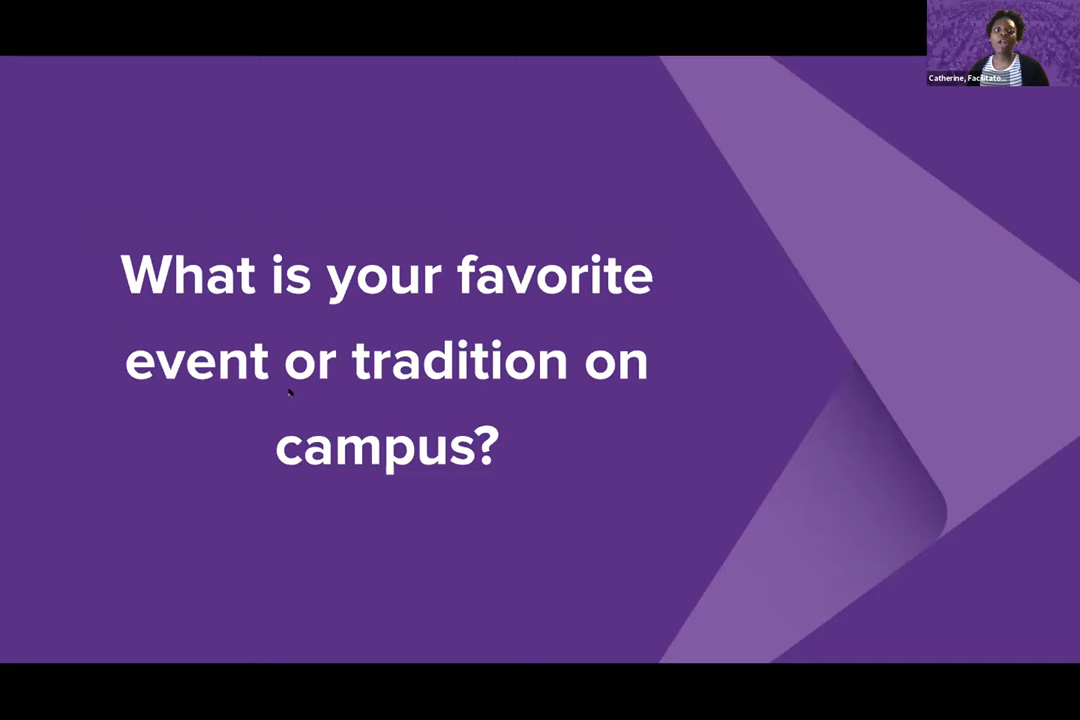 Catherine, Facilitato...
What is your favorite
event or tradition on
campus?